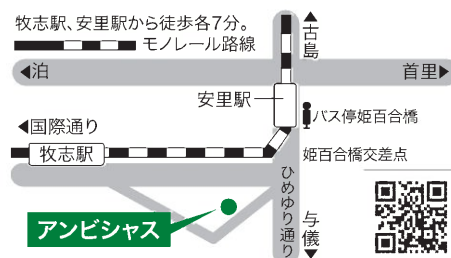 牧志駅、安里駅から徒歩各7分。
モノレール路線
▲古島
◀泊
首里▶
安里駅
バス停姫百合橋
◀国際通り
牧志駅
姫百合橋交差点
ひめゆり通り
与儀▼
アンビシャス